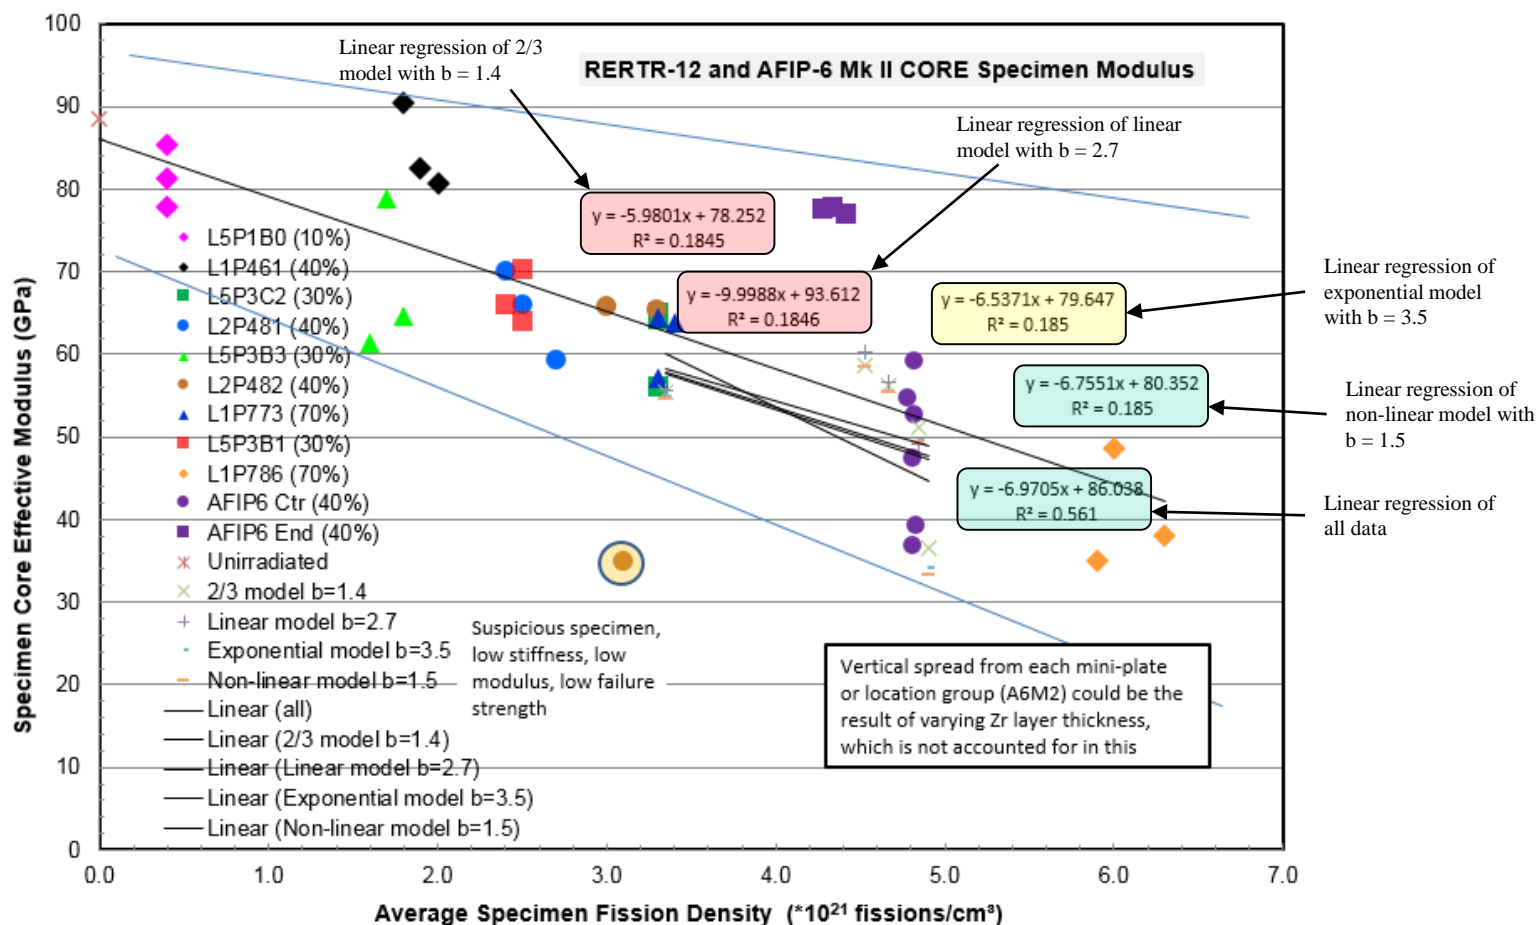 Linear regression of 2/3
model with b = 1.4
RERTR-12 and AFIP-6 Mk II CORE Specimen Modulus
Linear regression of linear
model with b = 2.7
y = -5.9801x + 78.252
R² = 0.1845
y = -9.9988x + 93.612
R² = 0.1846
y = -6.5371x + 79.647
R² = 0.185
Linear regression of
exponential model
with b = 3.5
y = -6.7551x + 80.352
R² = 0.185
Linear regression of
non-linear model with
b = 1.5
y = -6.9705x + 86.038
R² = 0.561
Linear regression of
all data
Specimen Core Effective Modulus (GPa)
100
90
80
70
60
50
40
30
20
10
0
L5P1B0 (10%)
L1P461 (40%)
L5P3C2 (30%)
L2P481 (40%)
L5P3B3 (30%)
L2P482 (40%)
L1P773 (70%)
L5P3B1 (30%)
L1P786 (70%)
AFIP6 Ctr (40%)
AFIP6 End (40%)
Unirradiated
2/3 model b=1.4
Linear model b=2.7
Exponential model b=3.5
Non-linear model b=1.5
Linear (all)
Linear (2/3 model b=1.4)
Linear (Linear model b=2.7)
Linear (Exponential model b=3.5)
Linear (Non-linear model b=1.5)
Suspicious specimen,
low stiffness, low
modulus, low failure
strength
Vertical spread from each mini-plate
or location group (A6M2) could be the
result of varying Zr layer thickness,
which is not accounted for in this
0.0 1.0 2.0 3.0 4.0 5.0 6.0 7.0
Average Specimen Fission Density (*10²¹ fissions/cm³)